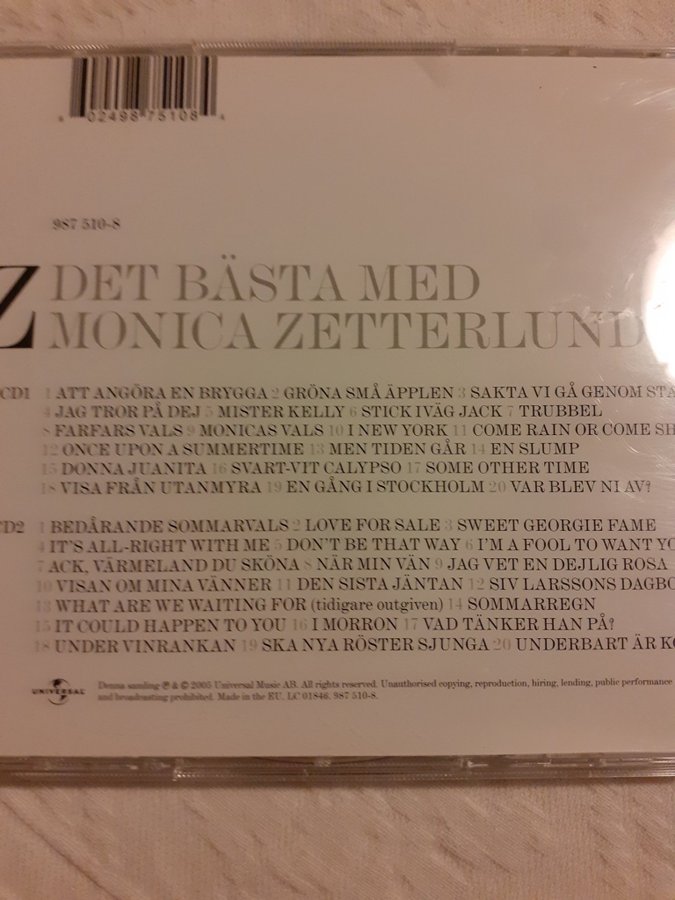 6 02498 75108 4
987 510-8
Z DET BÄSTA MED
MONICA ZETTERLUND
CD1 1 ATT ANGÖRA EN BRYGGA 2 GRÖNA SMÅ ÄPPLEN 3 SAKTA VI GÅ GENOM STA
4 JAG TROR PÅ DEJ 5 MISTER KELLY 6 STICK IVÄG JACK 7 TRUBBEL
8 FARFARS VALS 9 MONICAS VALS 10 I NEW YORK 11 COME RAIN OR COME SH
12 ONCE UPON A SUMMERTIME 13 MEN TIDEN GÅR 14 EN SLUMP
15 DONNA JUANITA 16 SVART-VIT CALYPSO 17 SOME OTHER TIME
18 VISA FRÅN UTANMYRA 19 EN GÅNG I STOCKHOLM 20 VAR BLEV NI AV?
CD2 1 BEDÅRANDE SOMMARVALS 2 LOVE FOR SALE 3 SWEET GEORGIE FAME
4 IT'S ALL-RIGHT WITH ME 5 DON'T BE THAT WAY 6 I'M A FOOL TO WANT YO
7 ACK, VÄRMELAND DU SKÖNA 8 NÄR MIN VÄN 9 JAG VET EN DEJLIG ROSA
10 VISAN OM MINA VÄNNER 11 DEN SISTA JÄNTAN 12 SIV LARSSONS DAGBO
13 WHAT ARE WE WAITING FOR (tidigare outgiven) 14 SOMMARREGN
15 IT COULD HAPPEN TO YOU 16 I MORRON 17 VAD TÄNKER HAN PÅ?
18 UNDER VINRANKAN 19 SKA NYA RÖSTER SJUNGA 20 UNDERBART ÄR KO
UNIVERSAL
Denna samling ℗ & © 2005 Universal Music AB. All rights reserved. Unauthorised copying, reproduction, hiring, lending, public performance
and broadcasting prohibited. Made in the EU. LC 01846. 987 510-8.